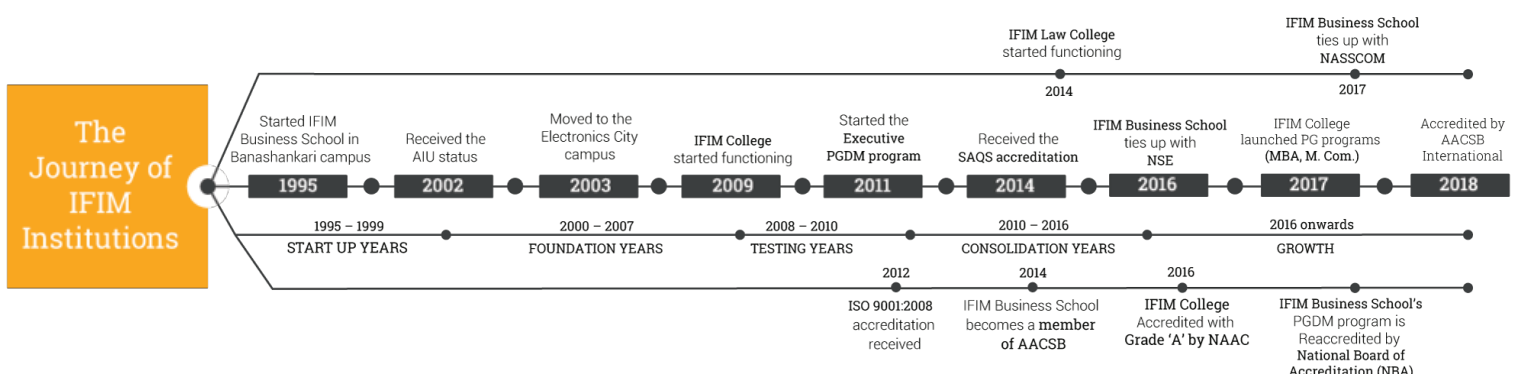 The
Journey of
IFIM
Institutions
IFIM Law College
started functioning
2014
IFIM Business School
ties up with
NASSCOM
2017
Started IFIM
Business School in
Banashankari campus
1995
Received the
AIU status
2002
Moved to the
Electronics City
campus
2003
IFIM College
started functioning
2009
Started the
Executive
PGDM program
2011
Received the
SAQS accreditation
2014
IFIM Business School
ties up with
NSE
2016
IFIM College
launched PG programs
(MBA, M. Com.)
2017
Accredited by
AACSB
International
2018
1995 – 1999
START UP YEARS
2000 – 2007
FOUNDATION YEARS
2008 – 2010
TESTING YEARS
2010 – 2016
CONSOLIDATION YEARS
2016 onwards
GROWTH
2012
ISO 9001:2008
accreditation
received
2014
IFIM Business School
becomes a member
of AACSB
2016
IFIM College
Accredited with
Grade ‘A’ by NAAC
IFIM Business School’s
PGDM program is
Reaccredited by
National Board of
Accreditation (NBA)